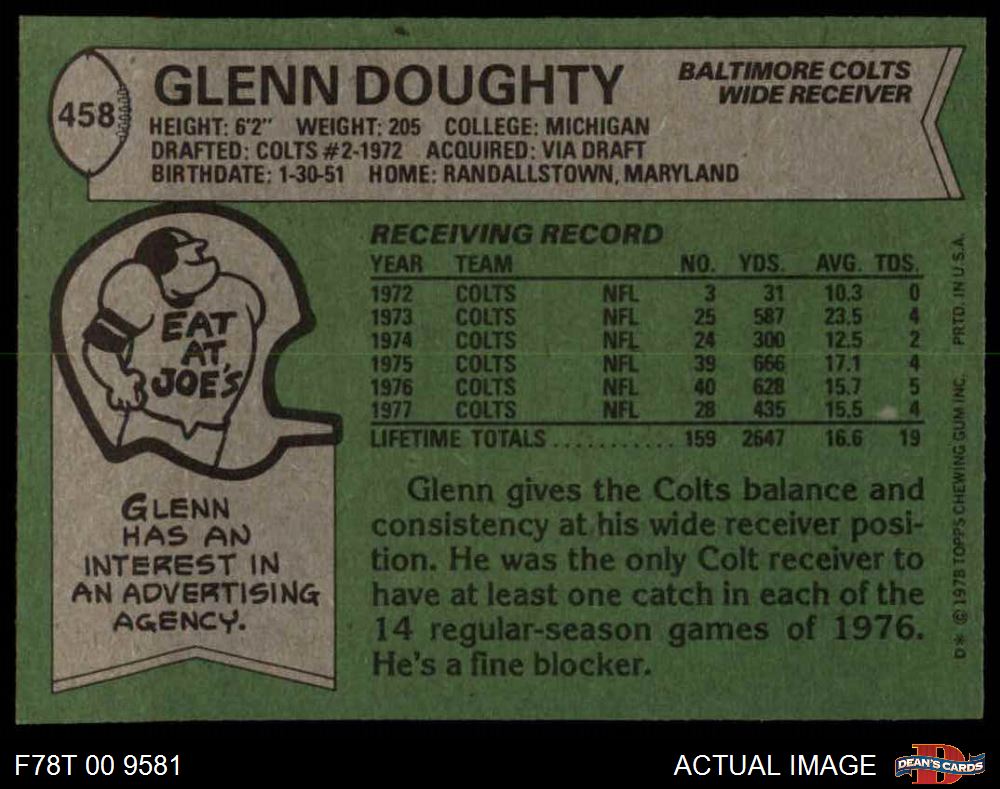 458
GLENN DOUGHTY
BALTIMORE COLTS
WIDE RECEIVER
HEIGHT: 6'2" WEIGHT: 205 COLLEGE: MICHIGAN
DRAFTED: COLTS #2-1972 ACQUIRED: VIA DRAFT
BIRTHDATE: 1-30-51 HOME: RANDALLSTOWN, MARYLAND
EAT
AT
JOE'S
GLENN
HAS AN
INTEREST IN
AN ADVERTISING
AGENCY.
RECEIVING RECORD
YEAR TEAM NO. YDS. AVG. TDS.
1972 COLTS NFL 3 31 10.3 0
1973 COLTS NFL 25 587 23.5 4
1974 COLTS NFL 24 300 12.5 2
1975 COLTS NFL 39 666 17.1 4
1976 COLTS NFL 40 628 15.7 5
1977 COLTS NFL 28 435 15.5 4
LIFETIME TOTALS ............ 159 2647 16.6 19
Glenn gives the Colts balance and
consistency at his wide receiver posi-
tion. He was the only Colt receiver to
have at least one catch in each of the
14 regular-season games of 1976.
He's a fine blocker.
D* © 1978 TOPPS CHEWING GUM INC. PRTD. IN U.S.A.
F78T 00 9581
ACTUAL IMAGE
DEAN'S CARDS